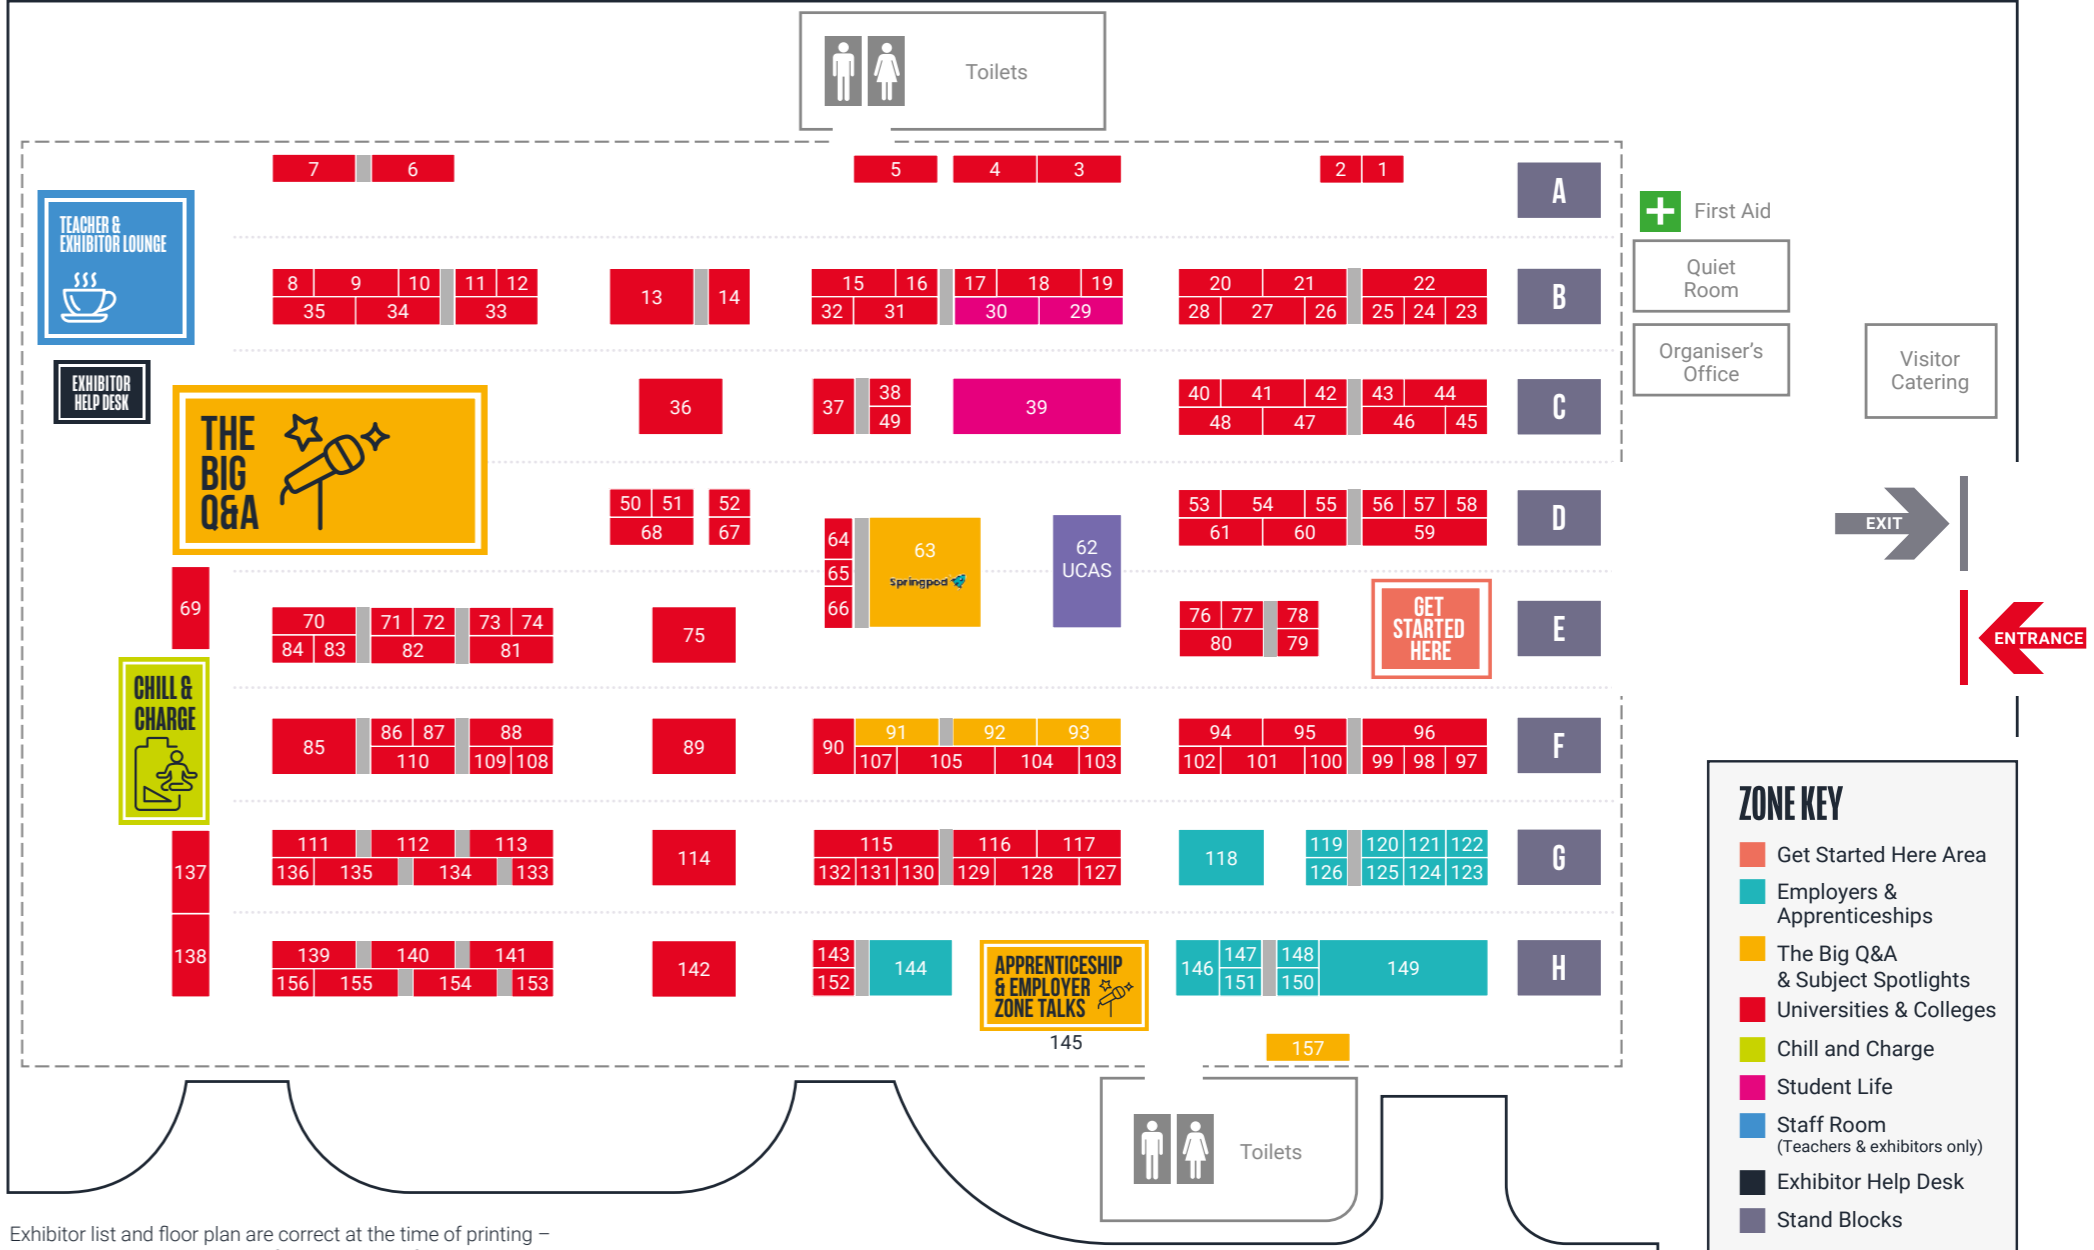 Toilets
7 6 5 4 3 2 1 A
TEACHER &
EXHIBITOR LOUNGE
First Aid
Quiet
Room
8 9 10 11 12 13 14 15 16 17 18 19 20 21 22 B
35 34 33 32 31 30 29 28 27 26 25 24 23
Organiser's
Office
Visitor
Catering
EXHIBITOR
HELP DESK
THE
BIG
Q&A
36 37 38 39 40 41 42 43 44 C
49 48 47 46 45
50 51 52 53 54 55 56 57 58 D
68 67 61 60 59
64
65
66
63
Springpod
62
UCAS
EXIT
ENTRANCE
69
70 71 72 73 74 75 76 77 78 E
84 83 82 81 80 79
GET
STARTED
HERE
CHILL &
CHARGE
85 86 87 88 89 90 91 92 93 94 95 96 F
110 109 108 107 105 104 103 102 101 100 99 98 97
111 112 113 114 115 116 117 118 119 120 121 122 G
137 136 135 134 133 132 131 130 129 128 127 126 125 124 123
138 139 140 141 142 143 144 146 147 148 149 H
156 155 154 153 152 151 150
APPRENTICESHIP
& EMPLOYER
ZONE TALKS
145
157
Toilets
ZONE KEY
Get Started Here Area
Employers &
Apprenticeships
The Big Q&A
& Subject Spotlights
Universities & Colleges
Chill and Charge
Student Life
Staff Room
(Teachers & exhibitors only)
Exhibitor Help Desk
Stand Blocks
Exhibitor list and floor plan are correct at the time of printing –